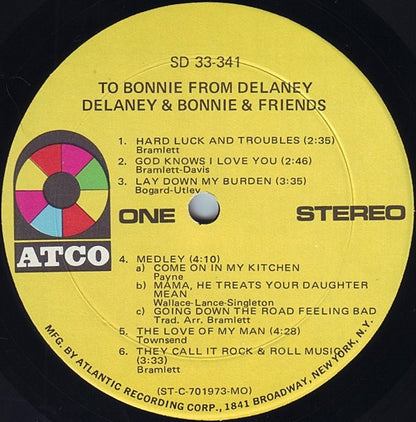 SD 33-341
TO BONNIE FROM DELANEY
DELANEY & BONNIE & FRIENDS
1. HARD LUCK AND TROUBLES (2:35)
Bramlett
2. GOD KNOWS I LOVE YOU (2:46)
Bramlett-Davis
3. LAY DOWN MY BURDEN (3:35)
Bogard-Utley
ONE STEREO
ATCO
4. MEDLEY (4:10)
a) COME ON IN MY KITCHEN
Payne
b) MAMA, HE TREATS YOUR DAUGHTER
MEAN
Wallace-Lance-Singleton
c) GOING DOWN THE ROAD FEELING BAD
Trad. Arr. Bramlett
5. THE LOVE OF MY MAN (4:28)
Townsend
6. THEY CALL IT ROCK & ROLL MUSIC
(3:33)
Bramlett
(ST-C-701973-MO)
MFG. BY ATLANTIC RECORDING CORP., 1841 BROADWAY, NEW YORK, N.Y.